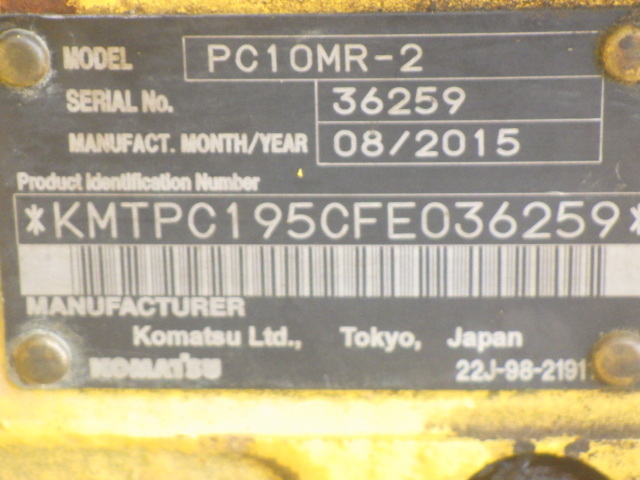 MODEL PC10MR-2
SERIAL No. 36259
MANUFACT. MONTH/YEAR 08/2015
Product Identification Number
*KMTPC195CFE036259*
MANUFACTURER
Komatsu Ltd., Tokyo, Japan
KOMATSU 22J-98-2191